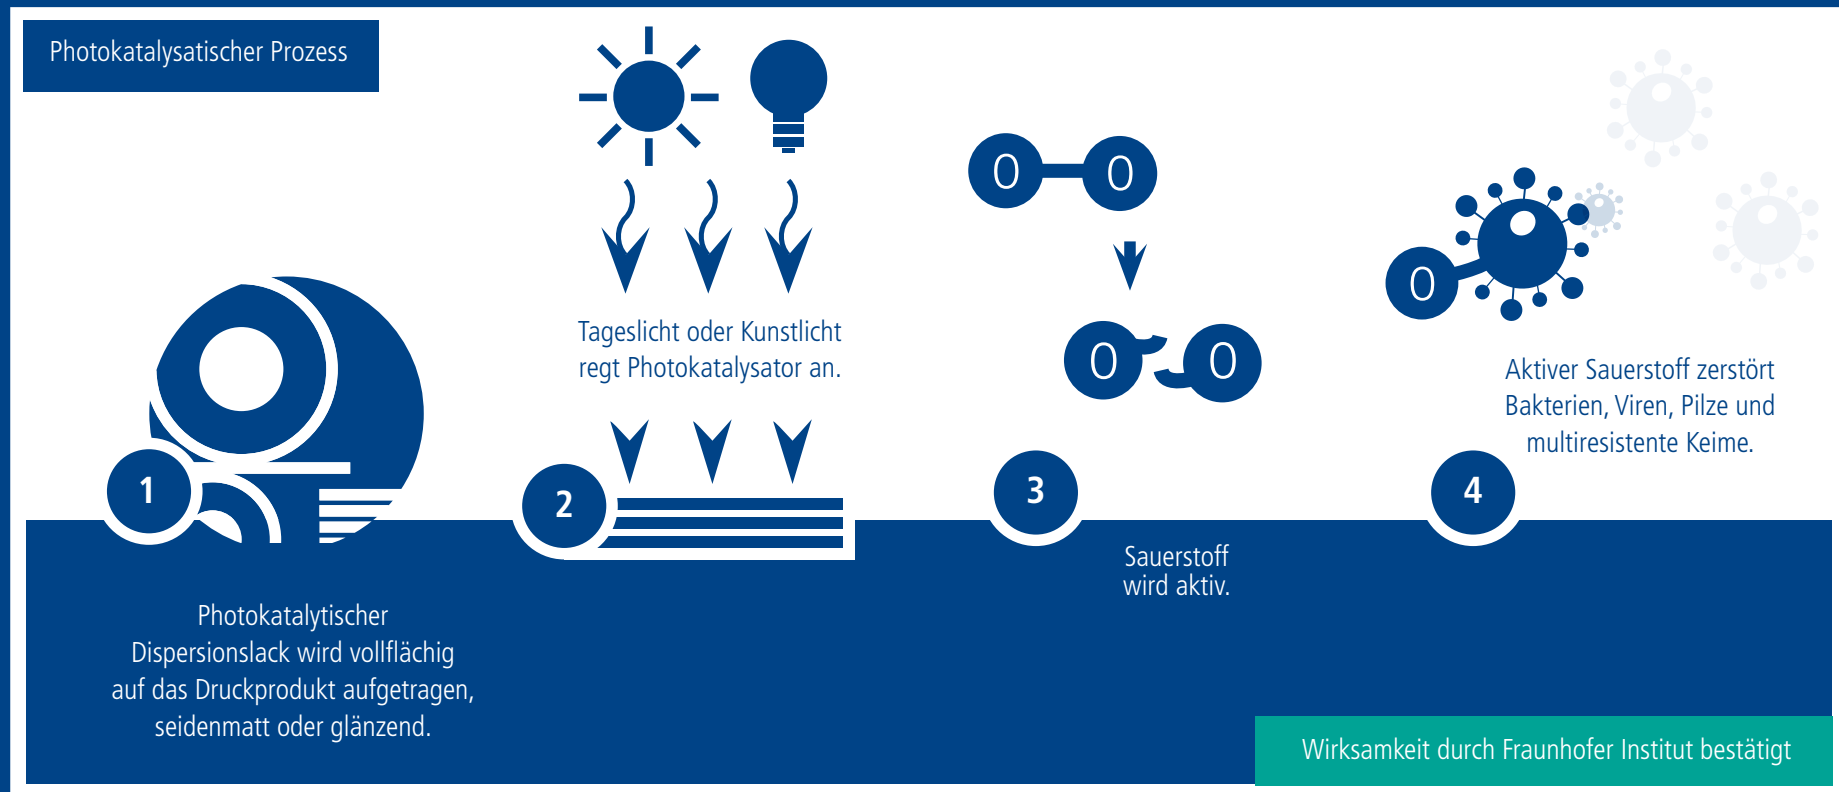 Photokatalysatischer Prozess
1
Photokatalytischer
Dispersionslack wird vollflächig
auf das Druckprodukt aufgetragen,
seidenmatt oder glänzend.
Tageslicht oder Kunstlicht
regt Photokatalysator an.
2
O O
O O
3
Sauerstoff
wird aktiv.
O
Aktiver Sauerstoff zerstört
Bakterien, Viren, Pilze und
multiresistente Keime.
4
Wirksamkeit durch Fraunhofer Institut bestätigt